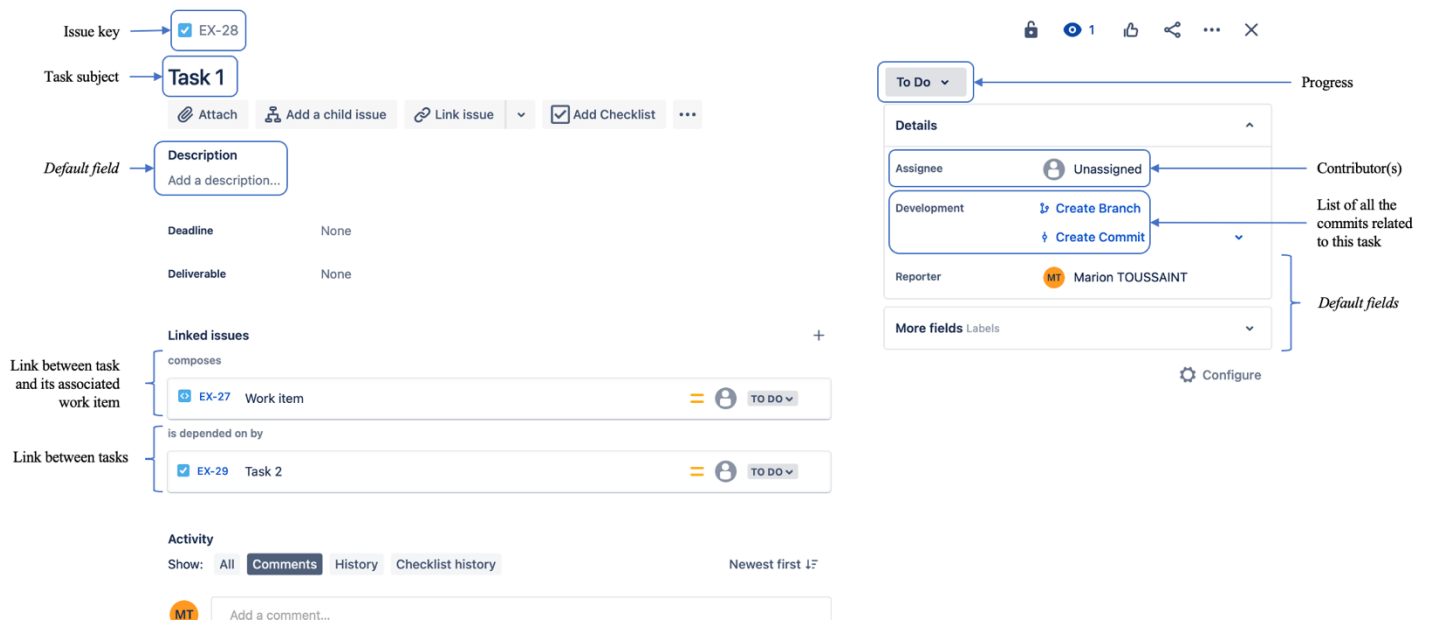 Issue key
EX-28
1
Task subject
Task 1
To Do
Progress
Attach
Add a child issue
Link issue
Add Checklist
Details
Default field
Description
Add a description...
Assignee
Unassigned
Contributor(s)
Development
Create Branch
Create Commit
List of all the
commits related
to this task
Deadline
None
Deliverable
None
Reporter
MT
Marion TOUSSAINT
Default fields
More fields Labels
Configure
Linked issues
Link between task
and its associated
work item
composes
EX-27 Work item
TO DO
Link between tasks
is depended on by
EX-29 Task 2
TO DO
Activity
Show: All Comments History Checklist history
Newest first
MT
Add a comment...